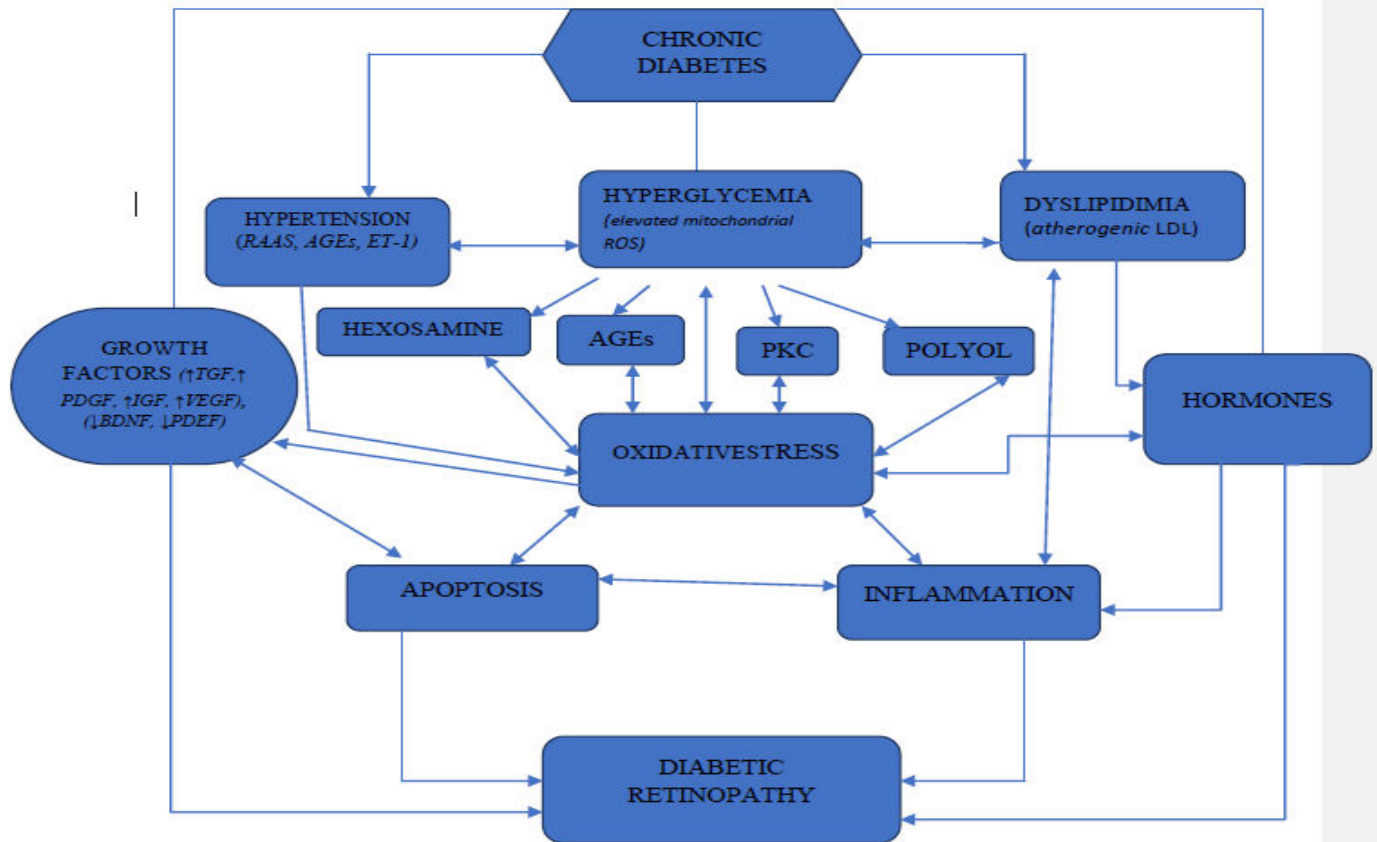 CHRONIC
DIABETES
HYPERTENSION
(RAAS, AGEs, ET-1)
HYPERGLYCEMIA
(elevated mitochondrial
ROS)
DYSLIPIDIMIA
(atherogenic LDL)
HEXOSAMINE
AGEs
PKC
POLYOL
GROWTH
FACTORS (↑TGF,↑
PDGF, ↑IGF, ↑VEGF),
(↓BDNF, ↓PDEF)
HORMONES
OXIDATIVESTRESS
APOPTOSIS
INFLAMMATION
DIABETIC
RETINOPATHY